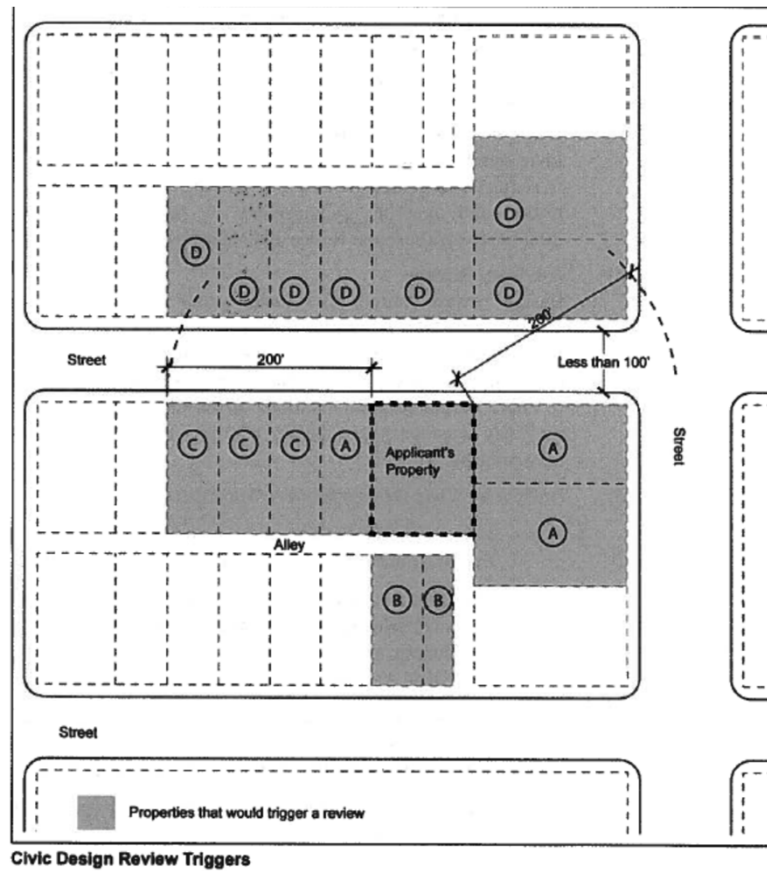 D
D
D
D
D
D
D
200'
Street
200'
Less than 100'
C
C
C
A
Applicant's
Property
A
Street
A
Alley
B
B
Street
Properties that would trigger a review
Civic Design Review Triggers